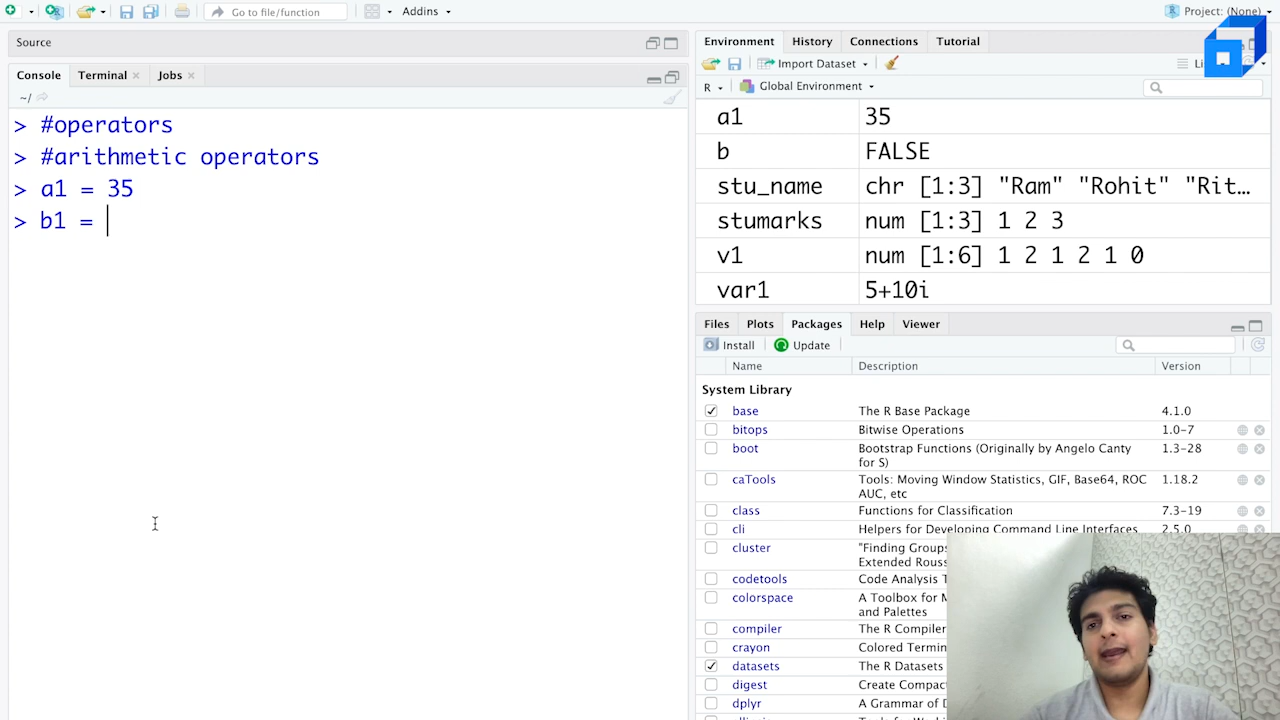 Go to file/function
Addins
Project: (None)
Source
Console Terminal Jobs
~/
> #operators
> #arithmetic operators
> a1 = 35
> b1 =
Environment History Connections Tutorial
Import Dataset
R Global Environment
a1 35
b FALSE
stu_name chr [1:3] "Ram" "Rohit" "Rit…
stumarks num [1:3] 1 2 3
v1 num [1:6] 1 2 1 2 1 0
var1 5+10i
Files Plots Packages Help Viewer
Install Update
Name Description Version
System Library
base The R Base Package 4.1.0
bitops Bitwise Operations 1.0-7
boot Bootstrap Functions (Originally by Angelo Canty 1.3-28
for S)
caTools Tools: Moving Window Statistics, GIF, Base64, ROC 1.18.2
AUC, etc
class Functions for Classification 7.3-19
cli Helpers for Developing Command Line Interfaces 2.5.0
cluster "Finding Groups
Extended Rouss
codetools Code Analysis T
colorspace A Toolbox for M
and Palettes
compiler The R Compiler
crayon Colored Termin
datasets The R Datasets
digest Create Compac
dplyr A Grammar of D